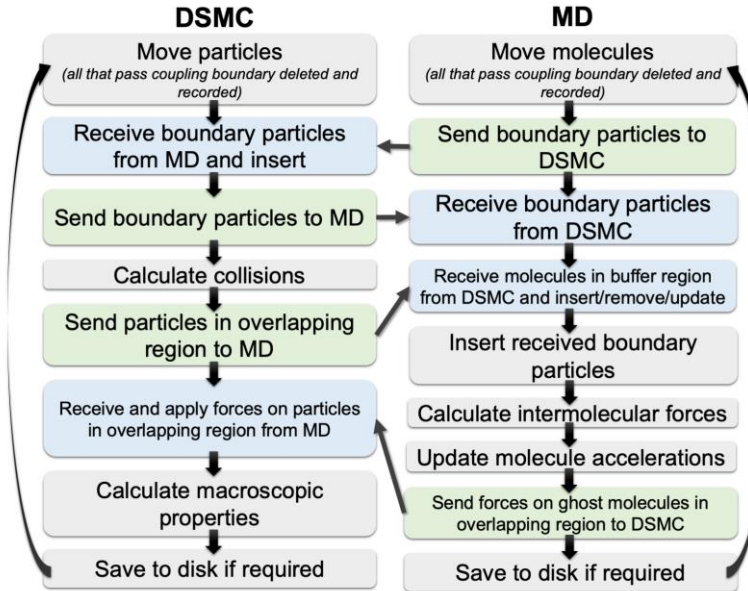 DSMC
Move particles
(all that pass coupling boundary deleted and
recorded)
Receive boundary particles
from MD and insert
Send boundary particles to MD
Calculate collisions
Send particles in overlapping
region to MD
Receive and apply forces on particles
in overlapping region from MD
Calculate macroscopic
properties
Save to disk if required
MD
Move molecules
(all that pass coupling boundary deleted and
recorded)
Send boundary particles to
DSMC
Receive boundary particles
from DSMC
Receive molecules in buffer region
from DSMC and insert/remove/update
Insert received boundary
particles
Calculate intermolecular forces
Update molecule accelerations
Send forces on ghost molecules in
overlapping region to DSMC
Save to disk if required